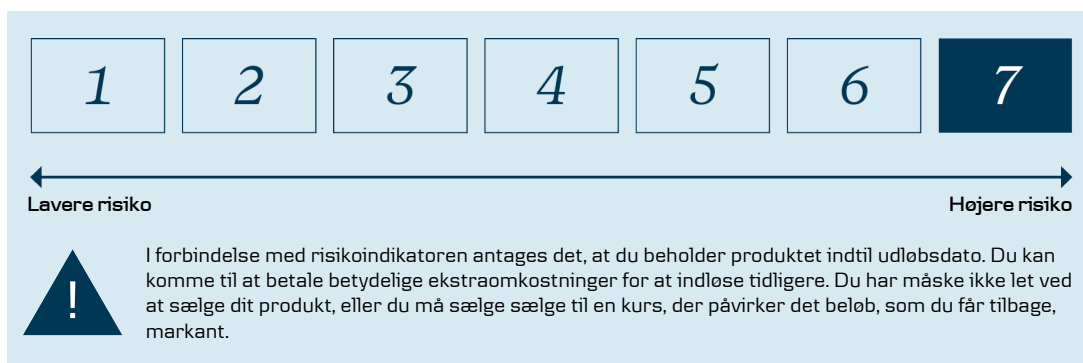 1 2 3 4 5 6 7
Lavere risiko Højere risiko
I forbindelse med risikoindikatoren antages det, at du beholder produktet indtil udløbsdato. Du kan
komme til at betale betydelige ekstraomkostninger for at indløse tidligere. Du har måske ikke let ved
at sælge dit produkt, eller du må sælge sælge til en kurs, der påvirker det beløb, som du får tilbage,
markant.
!